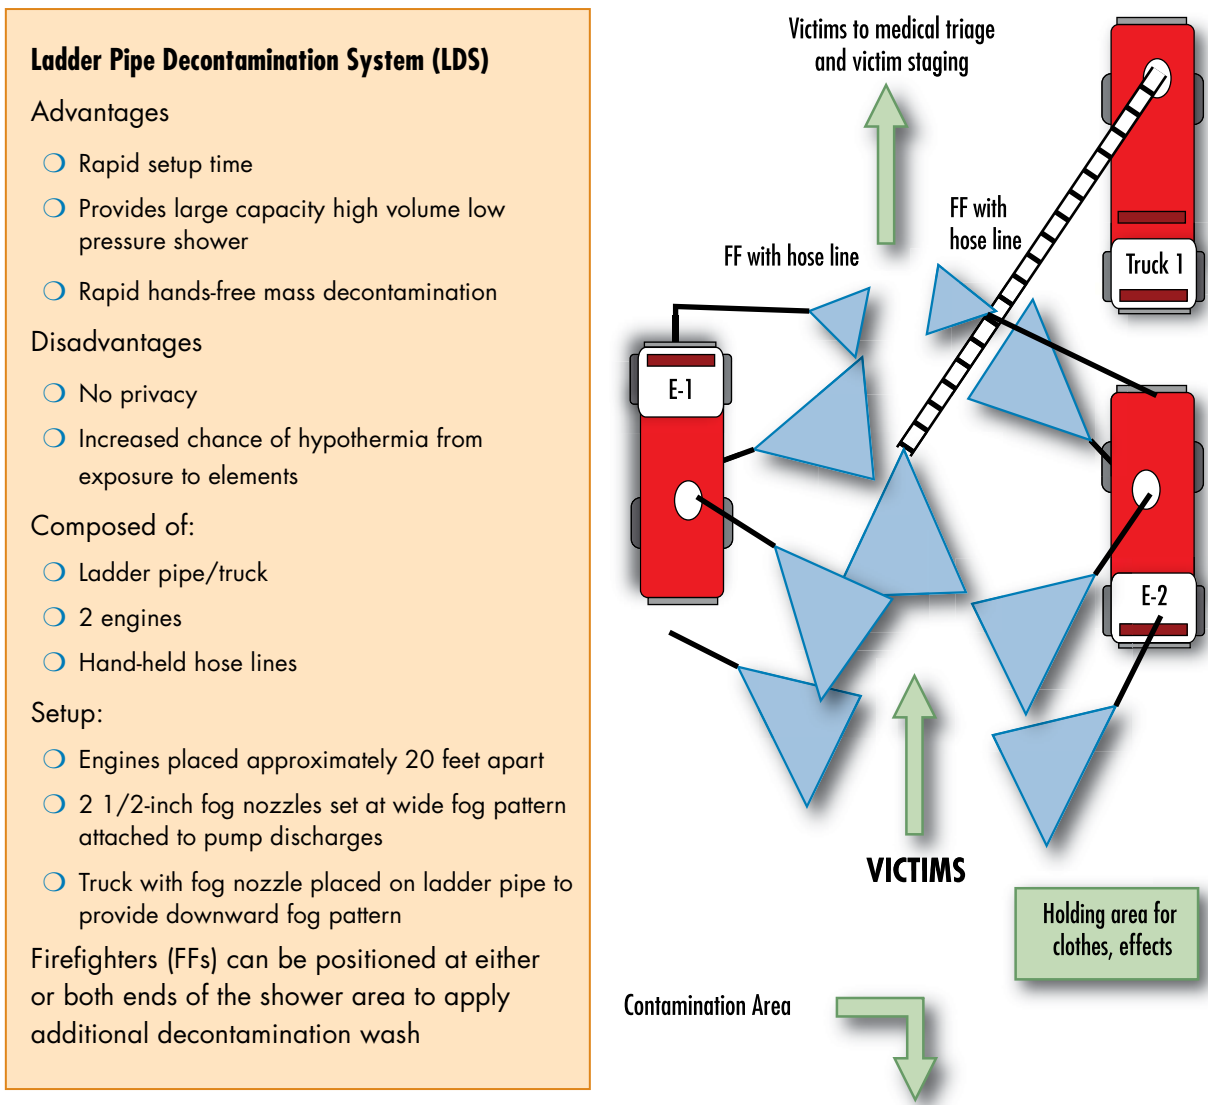 Ladder Pipe Decontamination System (LDS)
Advantages
Rapid setup time
Provides large capacity high volume low
pressure shower
Rapid hands-free mass decontamination
Disadvantages
No privacy
Increased chance of hypothermia from
exposure to elements
Composed of:
Ladder pipe/truck
2 engines
Hand-held hose lines
Setup:
Engines placed approximately 20 feet apart
2 1/2-inch fog nozzles set at wide fog pattern
attached to pump discharges
Truck with fog nozzle placed on ladder pipe to
provide downward fog pattern
Firefighters (FFs) can be positioned at either
or both ends of the shower area to apply
additional decontamination wash
Victims to medical triage
and victim staging
FF with
hose line
FF with hose line
Truck 1
E-1
E-2
VICTIMS
Holding area for
clothes, effects
Contamination Area